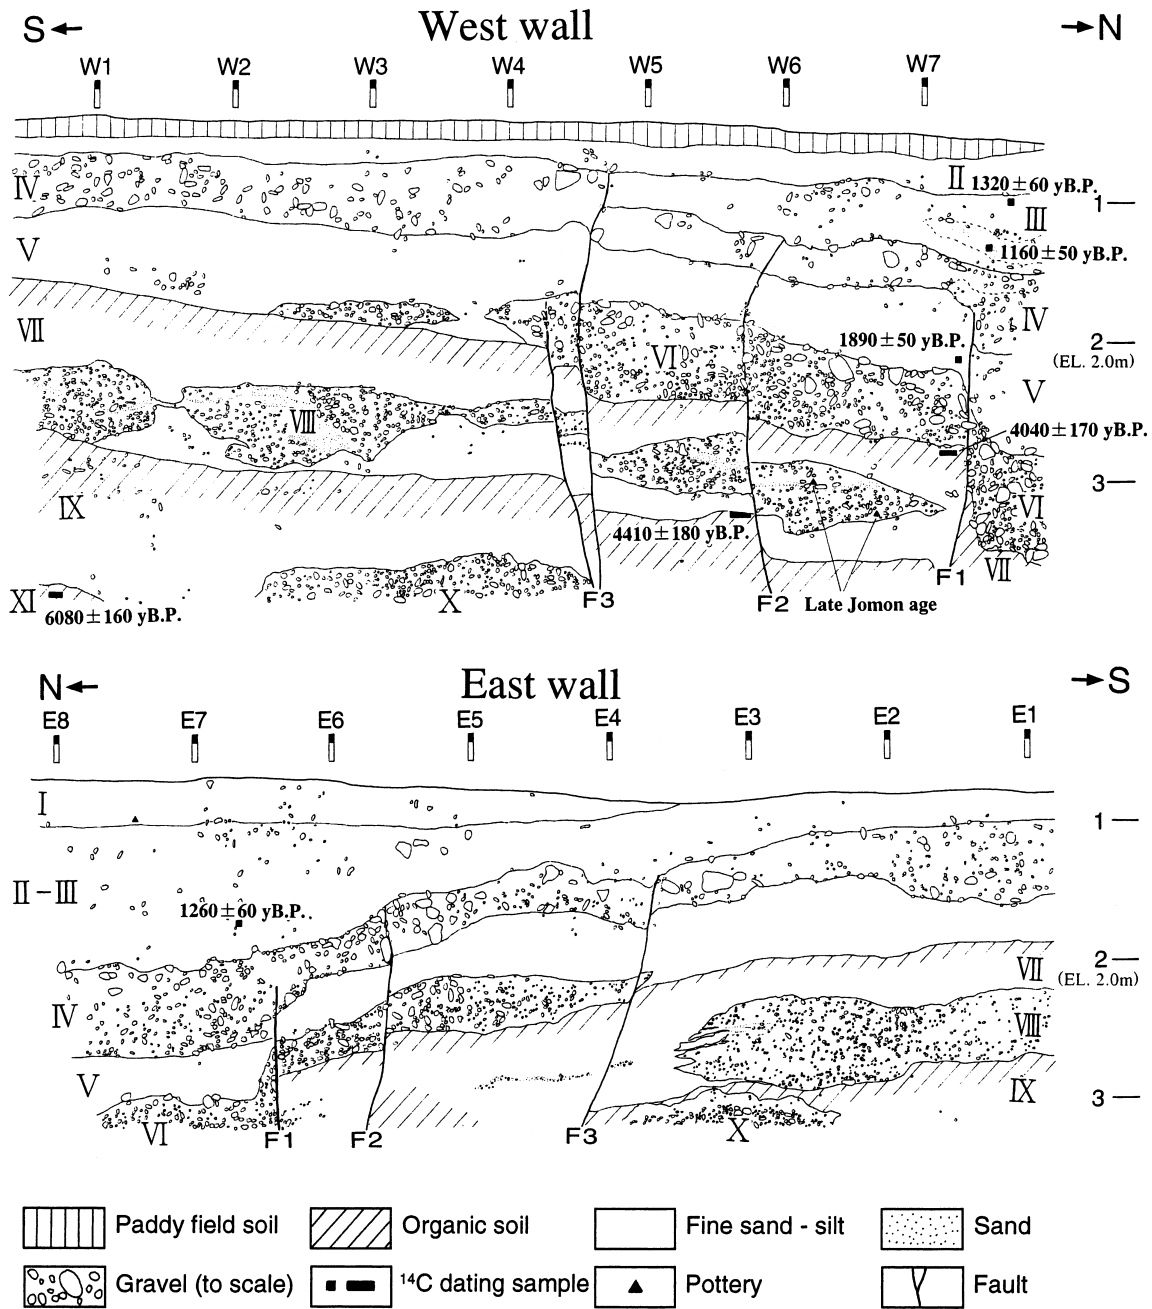 West wall
S N
W1 W2 W3 W4 W5 W6 W7
IV II 1320±60 yB.P.
1
III
V 1160±50 yB.P.
IV
VII VI 1890±50 yB.P. 2
(EL. 2.0m)
V
VIII 4040±170 yB.P.
3
IX VI
4410±180 yB.P.
VII
XI X F3 F2 F1
Late Jomon age
6080±160 yB.P.
East wall
N S
E8 E7 E6 E5 E4 E3 E2 E1
I
1
II-III
1260±60 yB.P.
2
VII (EL. 2.0m)
IV VIII
V IX
3
VI F1 F2 F3 X
Paddy field soil Organic soil Fine sand - silt Sand
Gravel (to scale) 14C dating sample Pottery Fault